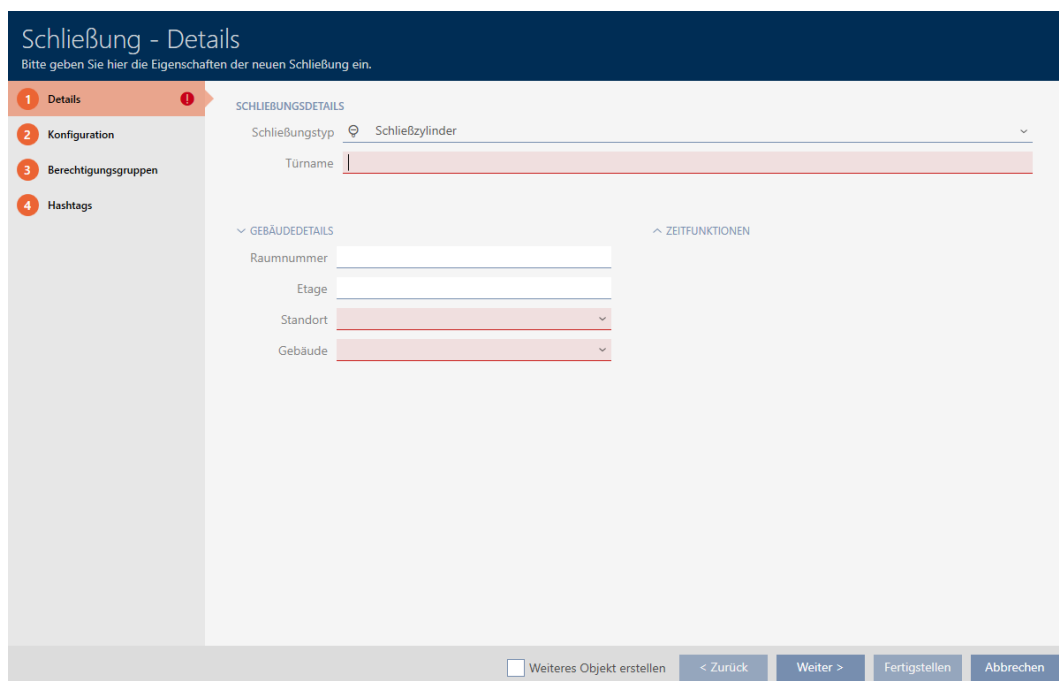 Schließung - Details
Bitte geben Sie hier die Eigenschaften der neuen Schließung ein.
1 Details
2 Konfiguration
3 Berechtigungsgruppen
4 Hashtags
SCHLIEßUNGSDETAILS
Schließungstyp Schließzylinder
Türname
GEBÄUDEDETAILS
Raumnummer
Etage
Standort
Gebäude
ZEITFUNKTIONEN
Weiteres Objekt erstellen < Zurück Weiter > Fertigstellen Abbrechen